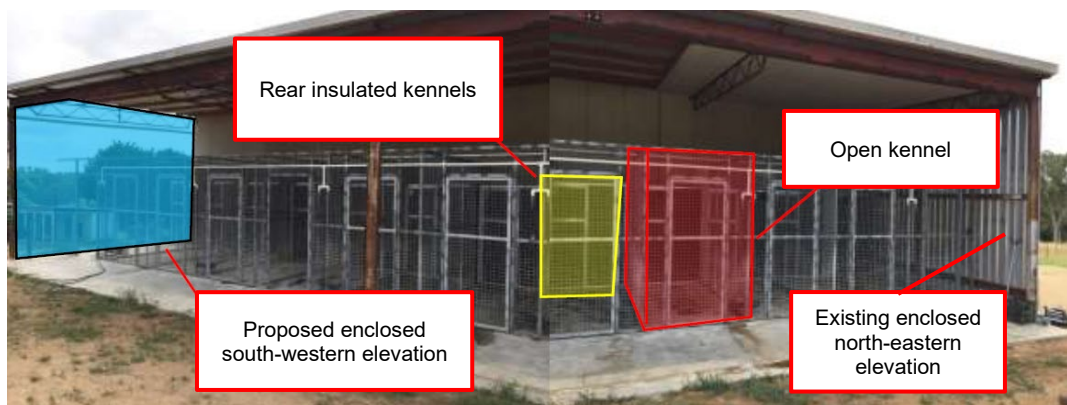 Rear insulated kennels
Open kennel
Proposed enclosed
south-western elevation
Existing enclosed
north-eastern
elevation